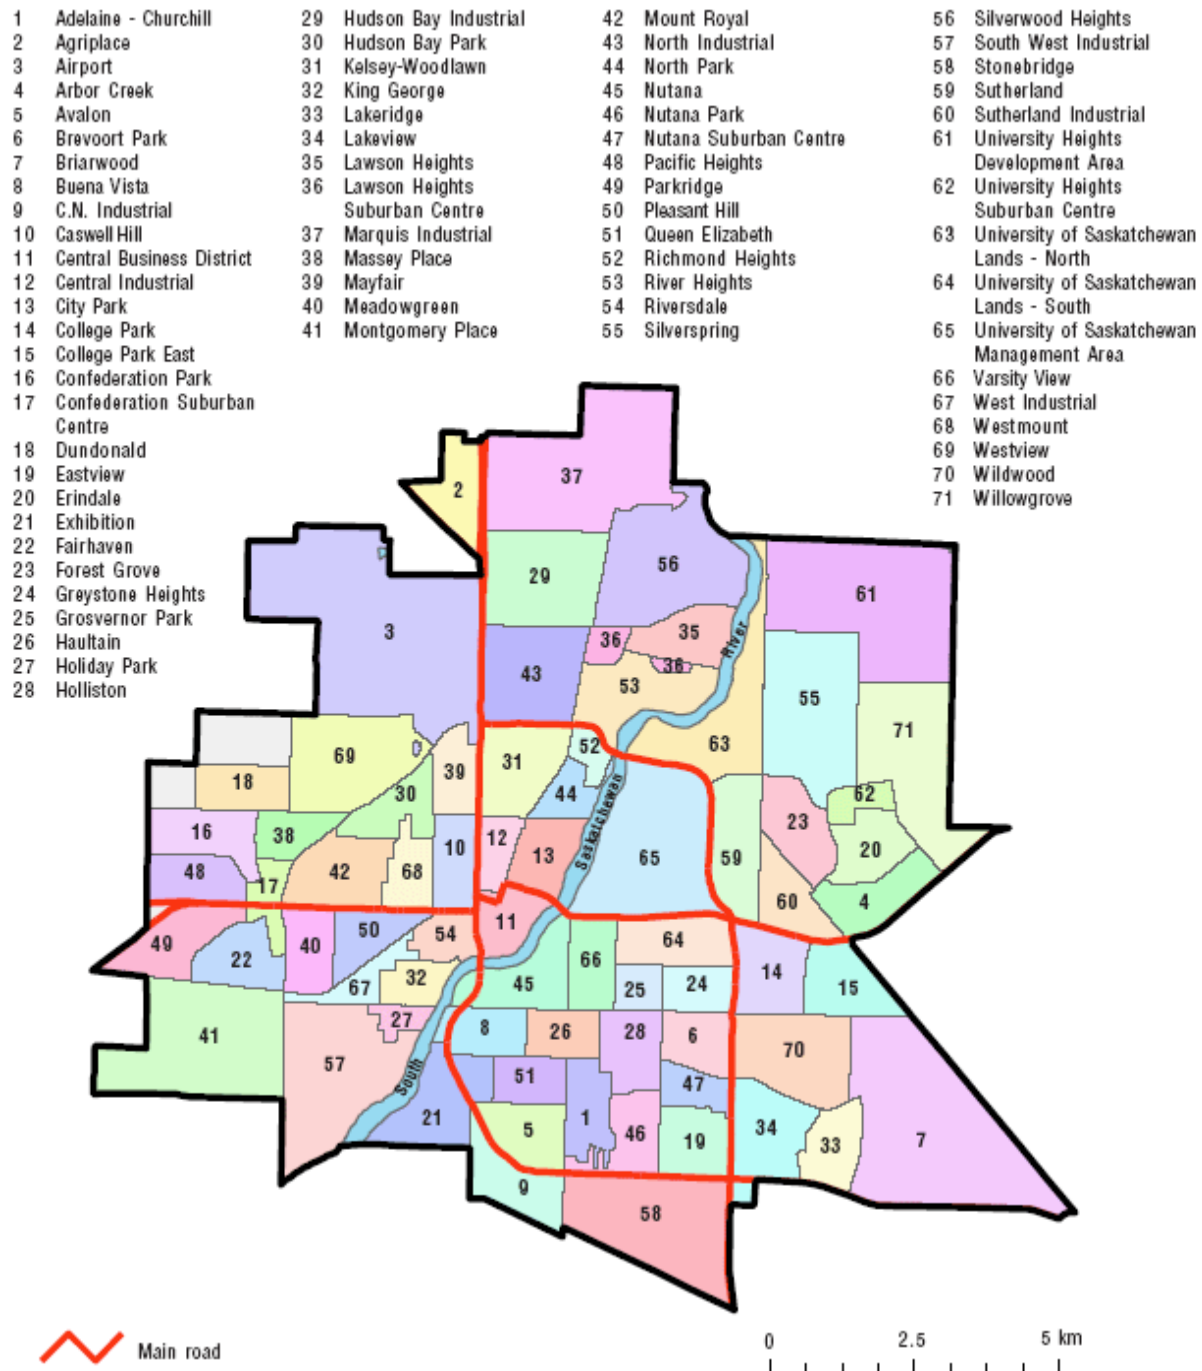 1 Adelaine - Churchill
2 Agriplace
3 Airport
4 Arbor Creek
5 Avalon
6 Brevoort Park
7 Briarwood
8 Buena Vista
9 C.N. Industrial
10 Caswell Hill
11 Central Business District
12 Central Industrial
13 City Park
14 College Park
15 College Park East
16 Confederation Park
17 Confederation Suburban
Centre
18 Dundonald
19 Eastview
20 Erindale
21 Exhibition
22 Fairhaven
23 Forest Grove
24 Greystone Heights
25 Grosvernor Park
26 Haultain
27 Holiday Park
28 Holliston
29 Hudson Bay Industrial
30 Hudson Bay Park
31 Kelsey-Woodlawn
32 King George
33 Lakeridge
34 Lakeview
35 Lawson Heights
36 Lawson Heights
Suburban Centre
37 Marquis Industrial
38 Massey Place
39 Mayfair
40 Meadowgreen
41 Montgomery Place
42 Mount Royal
43 North Industrial
44 North Park
45 Nutana
46 Nutana Park
47 Nutana Suburban Centre
48 Pacific Heights
49 Parkridge
50 Pleasant Hill
51 Queen Elizabeth
52 Richmond Heights
53 River Heights
54 Riversdale
55 Silverspring
56 Silverwood Heights
57 South West Industrial
58 Stonebridge
59 Sutherland
60 Sutherland Industrial
61 University Heights
Development Area
62 University Heights
Suburban Centre
63 University of Saskatchewan
Lands - North
64 University of Saskatchewan
Lands - South
65 University of Saskatchewan
Management Area
66 Varsity View
67 West Industrial
68 Westmount
69 Westview
70 Wildwood
71 Willowgrove
37
2
56
29
61
3
35
36
River
36
43
53
55
71
52
63
69
31
39
18
30
44
62
Saskatchewan
16
38
12
23
10
13
65
59
20
48
17
42
68
60
4
11
50
54
64
49
40
22
66
14
32
67
45
25
24
15
27
8
26
28
6
41
70
57
South
51
47
21
5
1
46
19
34
33
7
9
58
Main road
0 2.5 5 km